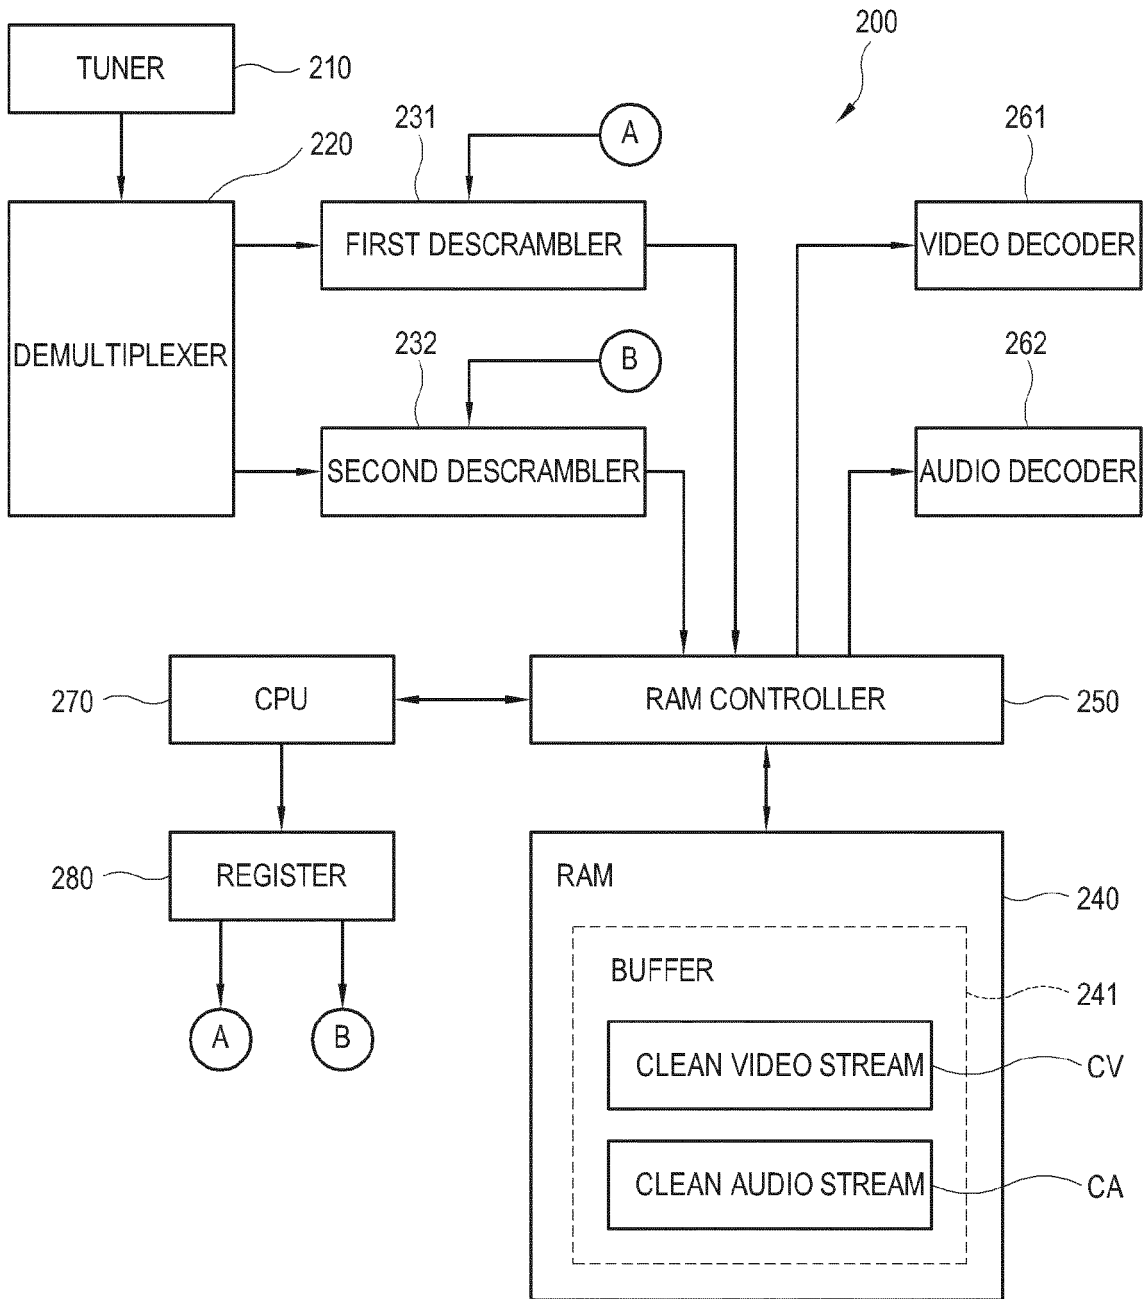 200
TUNER
210
220
231
A
261
FIRST DESCRAMBLER
VIDEO DECODER
DEMULTIPLEXER
232
B
262
SECOND DESCRAMBLER
AUDIO DECODER
270
CPU
RAM CONTROLLER
250
280
REGISTER
RAM
240
BUFFER
241
A
B
CLEAN VIDEO STREAM
CV
CLEAN AUDIO STREAM
CA